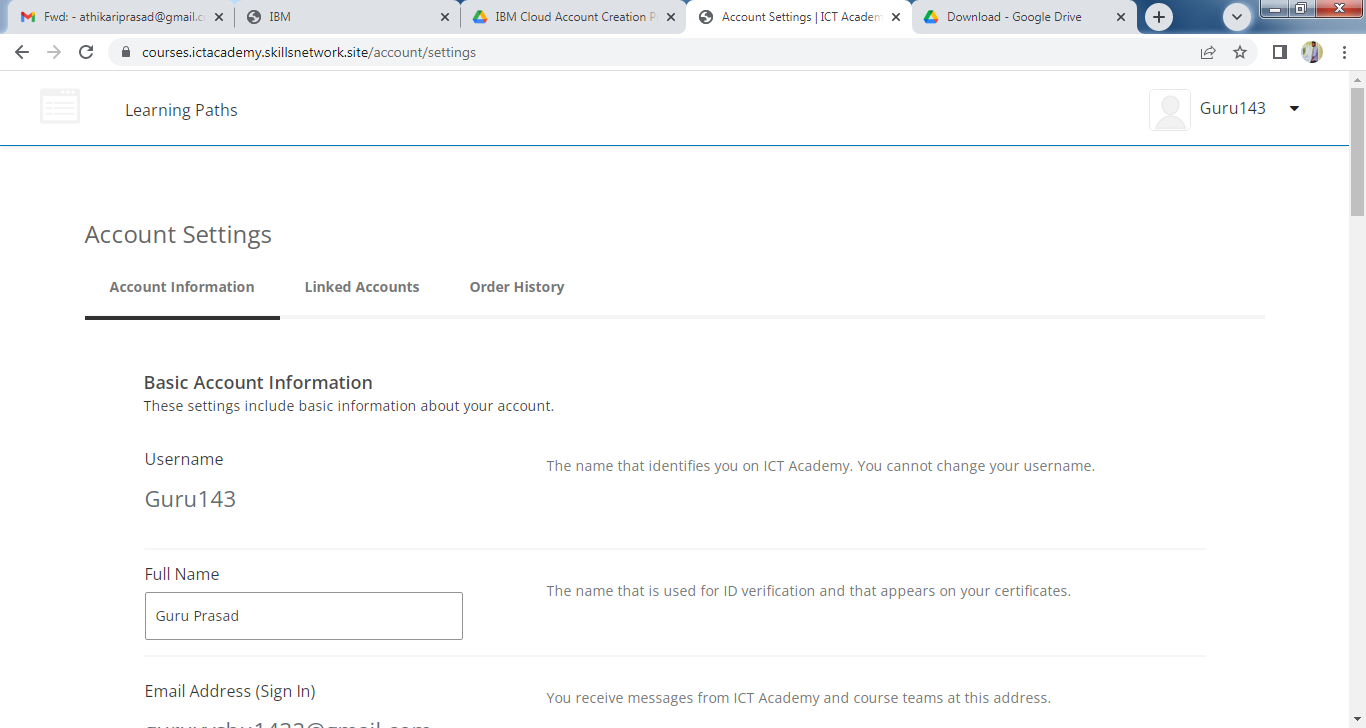 Fwd: - athikariprasad@gmail.c
IBM
IBM Cloud Account Creation P
Account Settings | ICT Academ
Download - Google Drive
courses.ictacademy.skillsnetwork.site/account/settings
Learning Paths
Guru143
Account Settings
Account Information Linked Accounts Order History
Basic Account Information
These settings include basic information about your account.
Username
The name that identifies you on ICT Academy. You cannot change your username.
Guru143
Full Name
The name that is used for ID verification and that appears on your certificates.
Guru Prasad
Email Address (Sign In)
You receive messages from ICT Academy and course teams at this address.